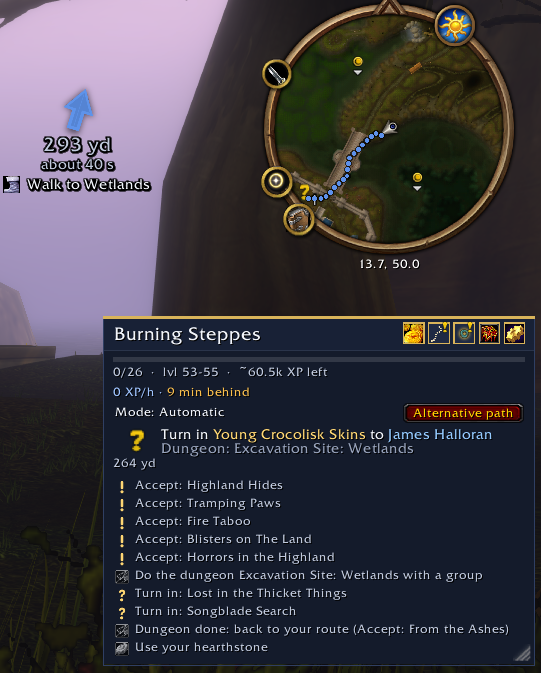 293 yd
about 40 s
Walk to Wetlands
13.7, 50.0
Burning Steppes
0/26 · lvl 53-55 · ~60.5k XP left
0 XP/h · 9 min behind
Mode: Automatic
Alternative path
Turn in Young Crocolisk Skins to James Halloran
Dungeon: Excavation Site: Wetlands
264 yd
Accept: Highland Hides
Accept: Tramping Paws
Accept: Fire Taboo
Accept: Blisters on The Land
Accept: Horrors in the Highland
Do the dungeon Excavation Site: Wetlands with a group
Turn in: Lost in the Thicket Things
Turn in: Songblade Search
Dungeon done: back to your route (Accept: From the Ashes)
Use your hearthstone